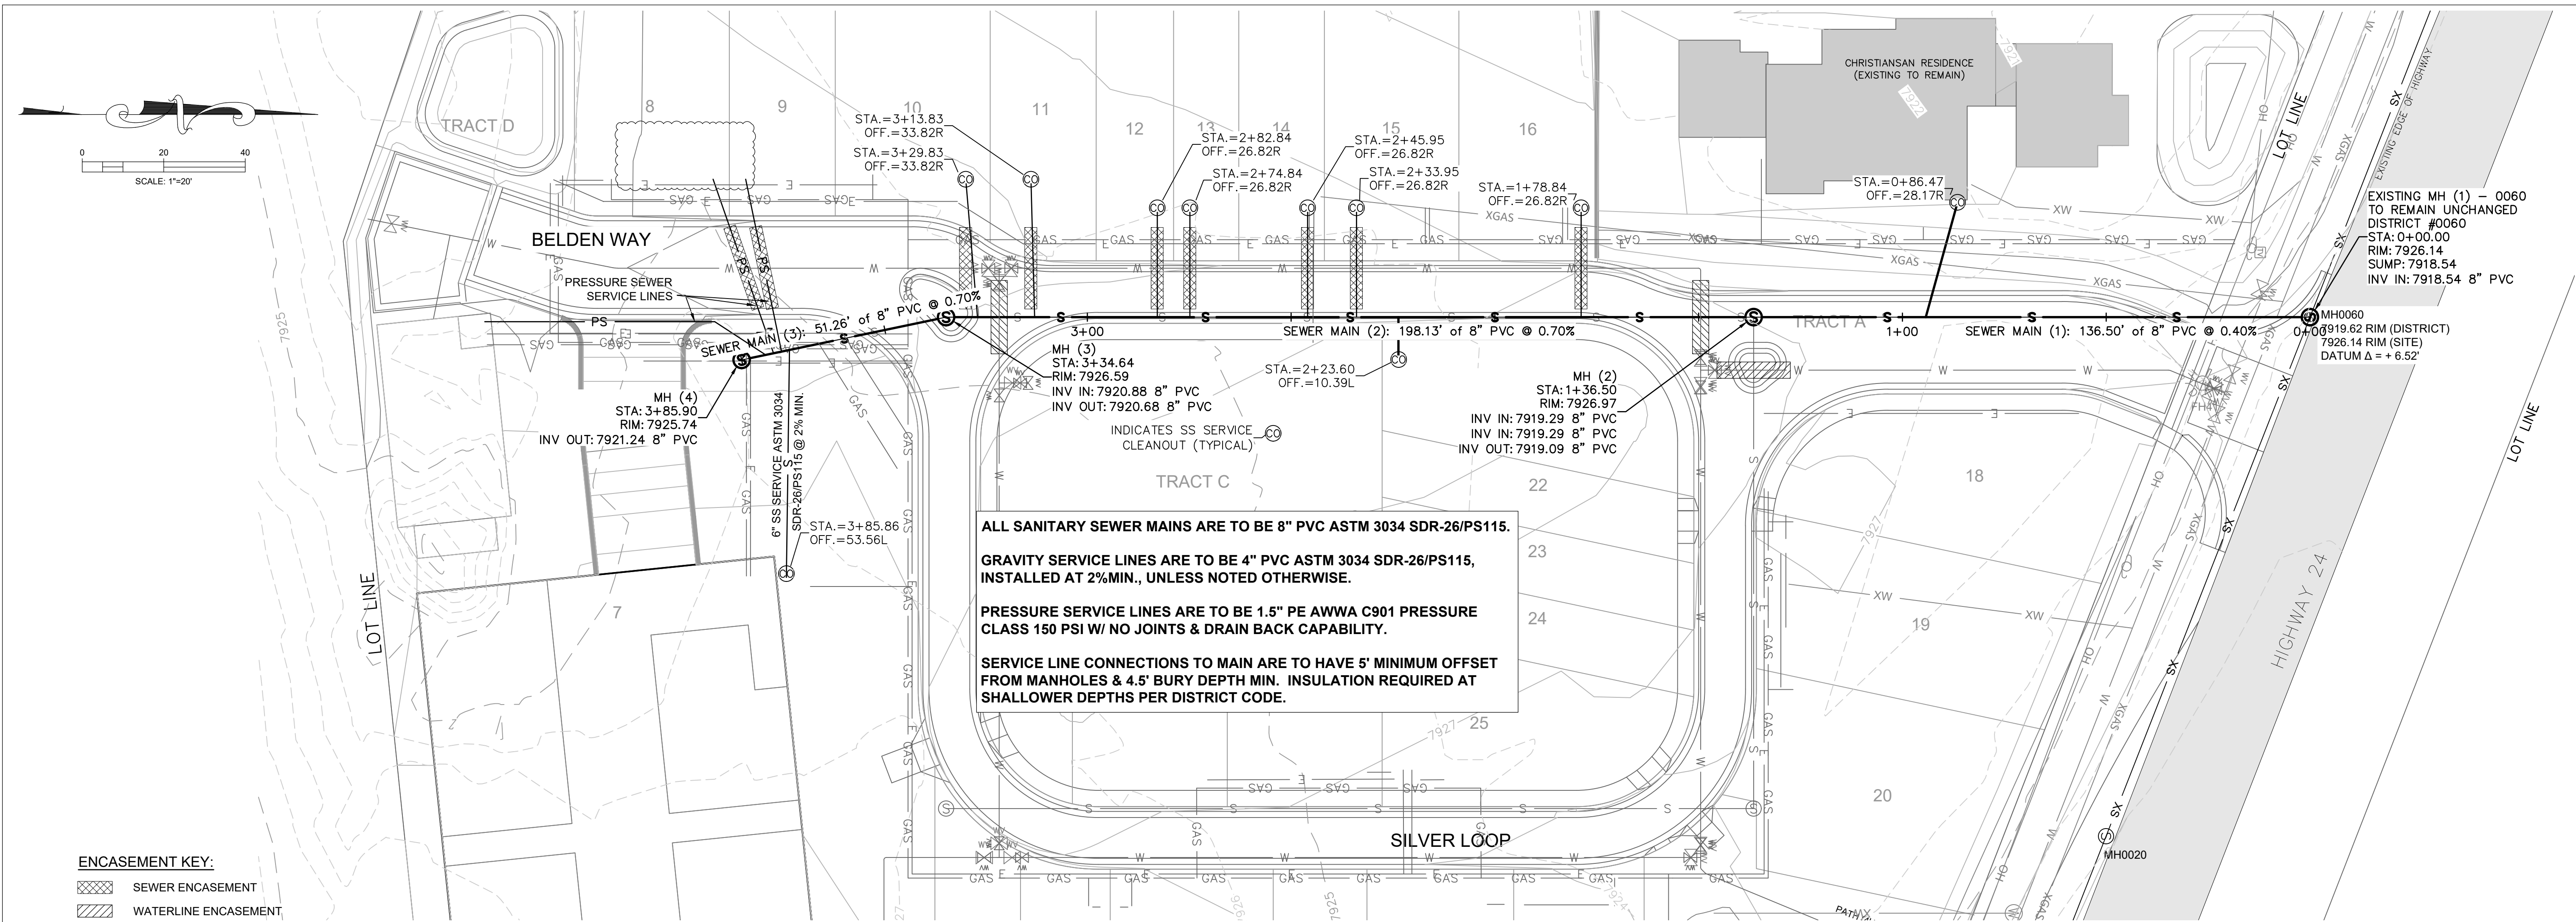 TRACT D
8
9
10
11
12
13
14
15
16
0
20
40
SCALE: 1"=20'
STA.=3+13.83
OFF.=33.82R
STA.=3+29.83
OFF.=33.82R
STA.=2+82.84
OFF.=26.82R
STA.=2+74.84
OFF.=26.82R
STA.=2+45.95
OFF.=26.82R
STA.=2+33.95
OFF.=26.82R
STA.=1+78.84
OFF.=26.82R
CHRISTIANSAN RESIDENCE
(EXISTING TO REMAIN)
7922
STA.=0+86.47
OFF.=28.17R
LOT LINE
EXISTING EDGE OF HIGHWAY
EXISTING MH (1) – 0060
TO REMAIN UNCHANGED
DISTRICT #0060
STA: 0+00.00
RIM: 7926.14
SUMP: 7918.54
INV IN: 7918.54 8" PVC
MH0060
7919.62 RIM (DISTRICT)
7926.14 RIM (SITE)
DATUM Δ = + 6.52'
BELDEN WAY
PRESSURE SEWER
SERVICE LINES
PS
PS
PS
SEWER MAIN (3): 51.26' of 8" PVC @ 0.70%
3+00
SEWER MAIN (2): 198.13' of 8" PVC @ 0.70%
TRACT A
1+00
SEWER MAIN (1): 136.50' of 8" PVC @ 0.40%
0+00
MH (3)
STA: 3+34.64
RIM: 7926.59
INV IN: 7920.88 8" PVC
INV OUT: 7920.68 8" PVC
STA.=2+23.60
OFF.=10.39L
MH (2)
STA: 1+36.50
RIM: 7926.97
INV IN: 7919.29 8" PVC
INV IN: 7919.29 8" PVC
INV OUT: 7919.09 8" PVC
MH (4)
STA: 3+85.90
RIM: 7925.74
INV OUT: 7921.24 8" PVC
INDICATES SS SERVICE
CLEANOUT (TYPICAL)
CO
6" SS SERVICE ASTM 3034
SDR-26/PS115 @ 2% MIN.
STA.=3+85.86
OFF.=53.56L
TRACT C
ALL SANITARY SEWER MAINS ARE TO BE 8" PVC ASTM 3034 SDR-26/PS115.
GRAVITY SERVICE LINES ARE TO BE 4" PVC ASTM 3034 SDR-26/PS115,
INSTALLED AT 2%MIN., UNLESS NOTED OTHERWISE.
PRESSURE SERVICE LINES ARE TO BE 1.5" PE AWWA C901 PRESSURE
CLASS 150 PSI W/ NO JOINTS & DRAIN BACK CAPABILITY.
SERVICE LINE CONNECTIONS TO MAIN ARE TO HAVE 5' MINIMUM OFFSET
FROM MANHOLES & 4.5' BURY DEPTH MIN. INSULATION REQUIRED AT
SHALLOWER DEPTHS PER DISTRICT CODE.
22
23
24
25
18
19
20
7
7925
7927
7927
7926
7925
7924
LOT LINE
LOT LINE
HIGHWAY 24
SILVER LOOP
MH0020
ENCASEMENT KEY:
SEWER ENCASEMENT
WATERLINE ENCASEMENT